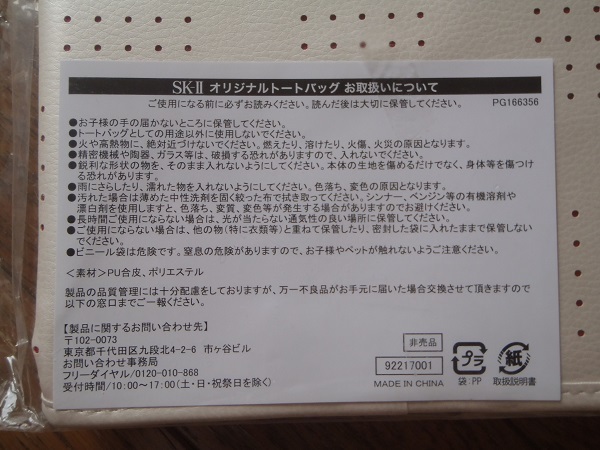 SK-II オリジナルトートバッグ お取扱いについて
ご使用になる前に必ずお読みください。読んだ後は大切に保管してください。
PG166356
●お子様の手の届かないところに保管してください。
●トートバッグとしての用途以外に使用しないでください。
●火や高熱物に、絶対近づけないでください。燃えたり、溶けたり、火傷、火災の原因となります。
●精密機械や陶器、ガラス等は、破損する恐れがありますので、入れないでください。
●鋭利な形状の物を、そのまま入れないようにしてください。本体の生地を傷めるだけでなく、身体等を傷つけ
る恐れがあります。
●雨にさらしたり、濡れた物を入れないようにしてください。色落ち、変色の原因となります。
●汚れた場合は薄めた中性洗剤を固く絞った布で拭き取ってください。シンナー、ベンジン等の有機溶剤や
漂白剤を使用しますと、色落ち、変質、変色等が発生する場合がありますのでお避けください。
●長時間ご使用にならない場合は、光が当たらない通気性の良い場所に保管してください。
●ご使用にならない場合は、他の物(特に衣類等)と重ねて保管したり、密封した袋に入れたままで保管しない
でください。
●ビニール袋は危険です。窒息の危険がありますので、お子様やペットが触れないようご注意ください。
＜素材＞PU合皮、ポリエステル
製品の品質管理には十分配慮をしておりますが、万一不良品がお手元に届いた場合交換させて頂きますので
以下の窓口までご一報ください。
【製品に関するお問い合わせ先】
〒102-0073
東京都千代田区九段北4-2-6 市ヶ谷ビル
お問い合わせ事務局
フリーダイヤル/0120-010-868
受付時間/10:00～17:00(土・日・祝祭日を除く)
非売品
92217001
MADE IN CHINA
プラ
袋:PP
紙
取扱説明書